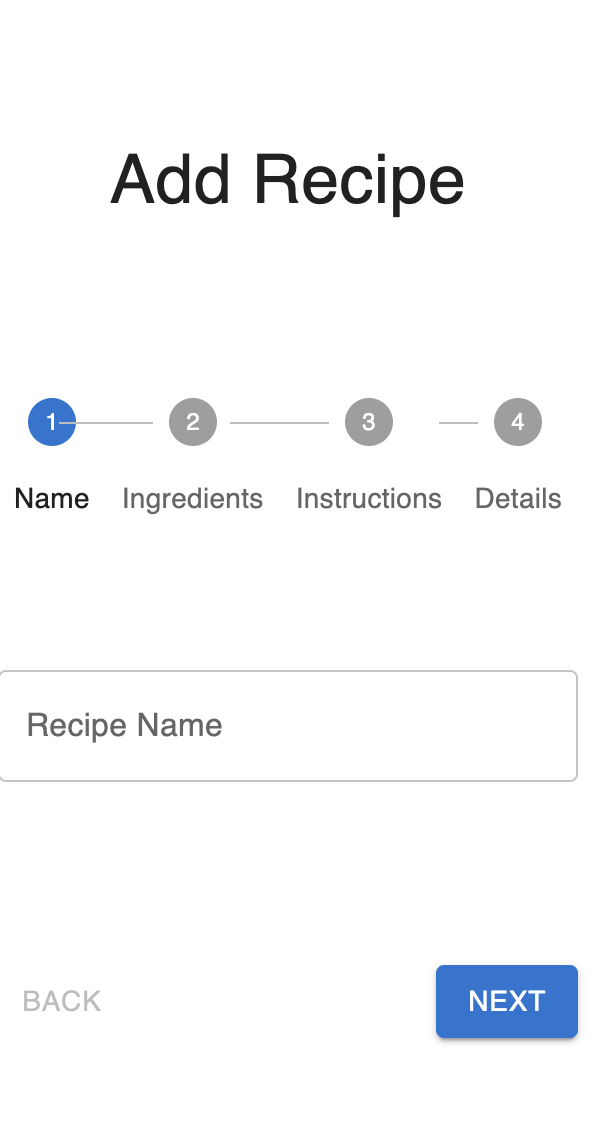 Add Recipe
1 2 3 4
Name Ingredients Instructions Details
Recipe Name
BACK NEXT